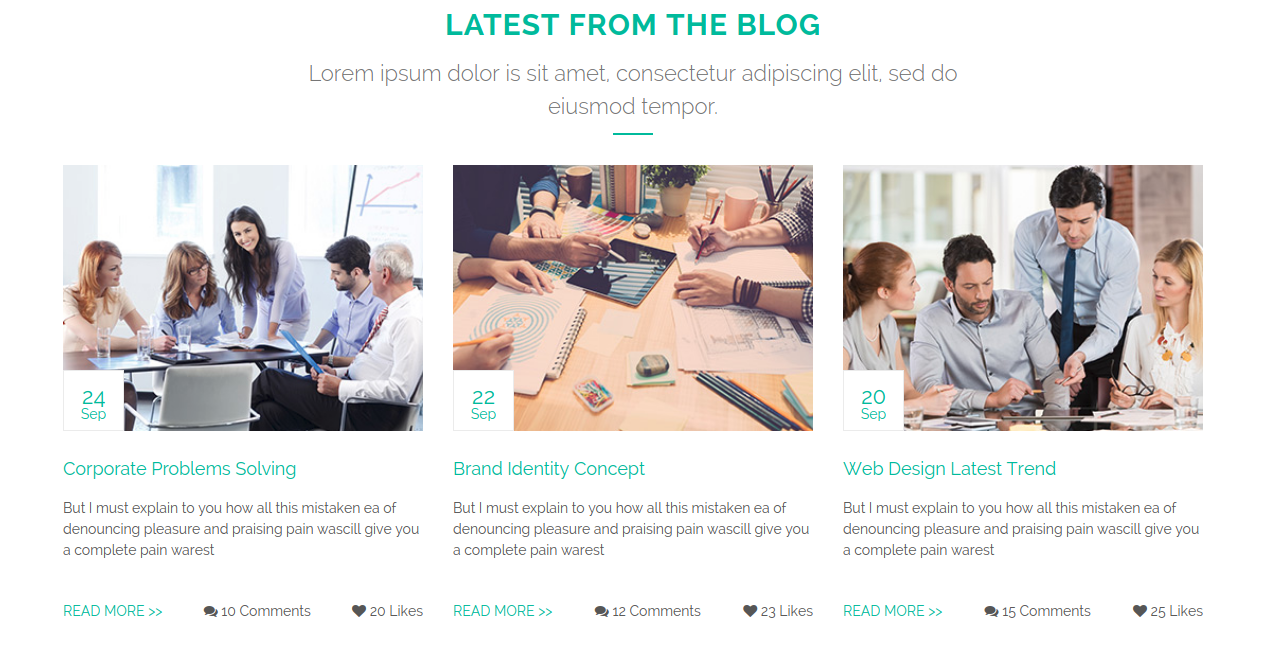 LATEST FROM THE BLOG
Lorem ipsum dolor is sit amet, consectetur adipiscing elit, sed do
eiusmod tempor.
24
Sep
Corporate Problems Solving
But I must explain to you how all this mistaken ea of
denouncing pleasure and praising pain wascill give you
a complete pain warest
READ MORE >> 10 Comments 20 Likes
22
Sep
Brand Identity Concept
But I must explain to you how all this mistaken ea of
denouncing pleasure and praising pain wascill give you
a complete pain warest
READ MORE >> 12 Comments 23 Likes
20
Sep
Web Design Latest Trend
But I must explain to you how all this mistaken ea of
denouncing pleasure and praising pain wascill give you
a complete pain warest
READ MORE >> 15 Comments 25 Likes